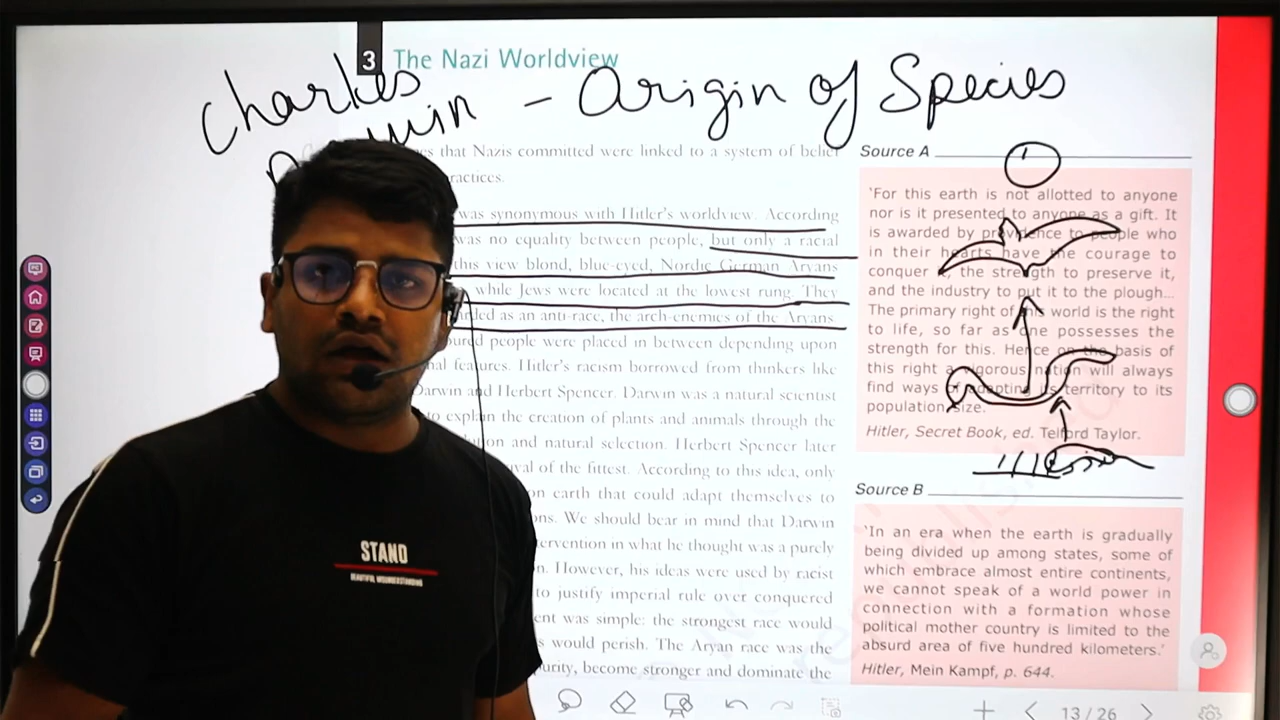 3 The Nazi Worldview
Charles
- Origin of Species
that Nazis committed were linked to a system of belief
practices.
was synonymous with Hitler's worldview. According
was no equality between people, but only a racial
this view blond, blue-eyed, Nordic German Aryans
while Jews were located at the lowest rung. They
as an anti-race, the arch-enemies of the Aryans.
people were placed in between depending upon
features. Hitler's racism borrowed from thinkers like
Darwin and Herbert Spencer. Darwin was a natural scientist
to explain the creation of plants and animals through the
and natural selection. Herbert Spencer later
of the fittest. According to this idea, only
on earth that could adapt themselves to
We should bear in mind that Darwin
in what he thought was a purely
However, his ideas were used by racist
to justify imperial rule over conquered
was simple: the strongest race would
would perish. The Aryan race was the
become stronger and dominate the
Source A
1
'For this earth is not allotted to anyone
nor is it presented to anyone as a gift. It
is awarded by providence to people who
in their hearts have the courage to
conquer it, the strength to preserve it,
and the industry to put it to the plough...
The primary right of this world is the right
to life, so far as one possesses the
strength for this. Hence on the basis of
this right a vigorous nation will always
find ways of adapting its territory to its
population size.'
Hitler, Secret Book, ed. Telford Taylor.
Source B
'In an era when the earth is gradually
being divided up among states, some of
which embrace almost entire continents,
we cannot speak of a world power in
connection with a formation whose
political mother country is limited to the
absurd area of five hundred kilometers.'
Hitler, Mein Kampf, p. 644.
STAND
BEAUTIFUL MISUNDERSTANDING
13 / 26